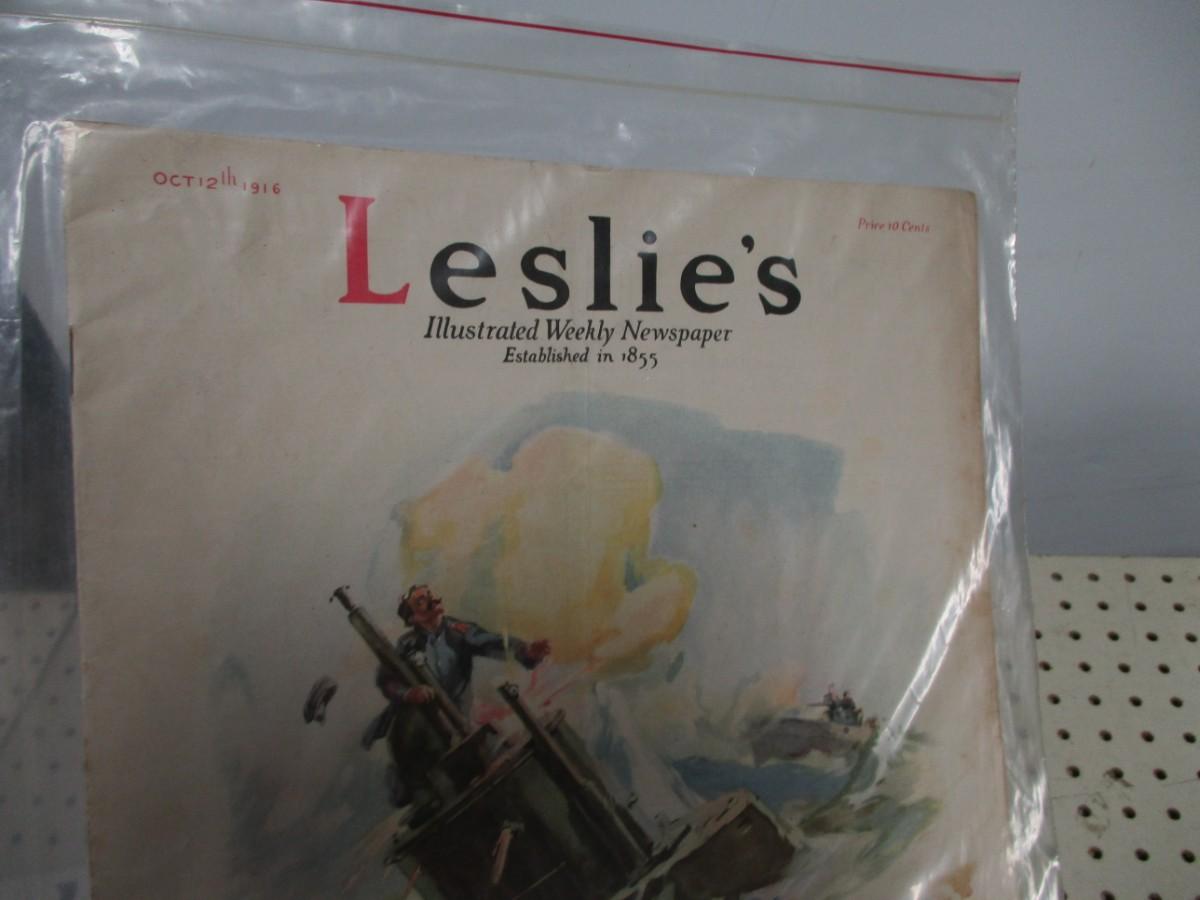 OCT 12th 1916
Price 10 Cents
Leslie's
Illustrated Weekly Newspaper
Established in 1855